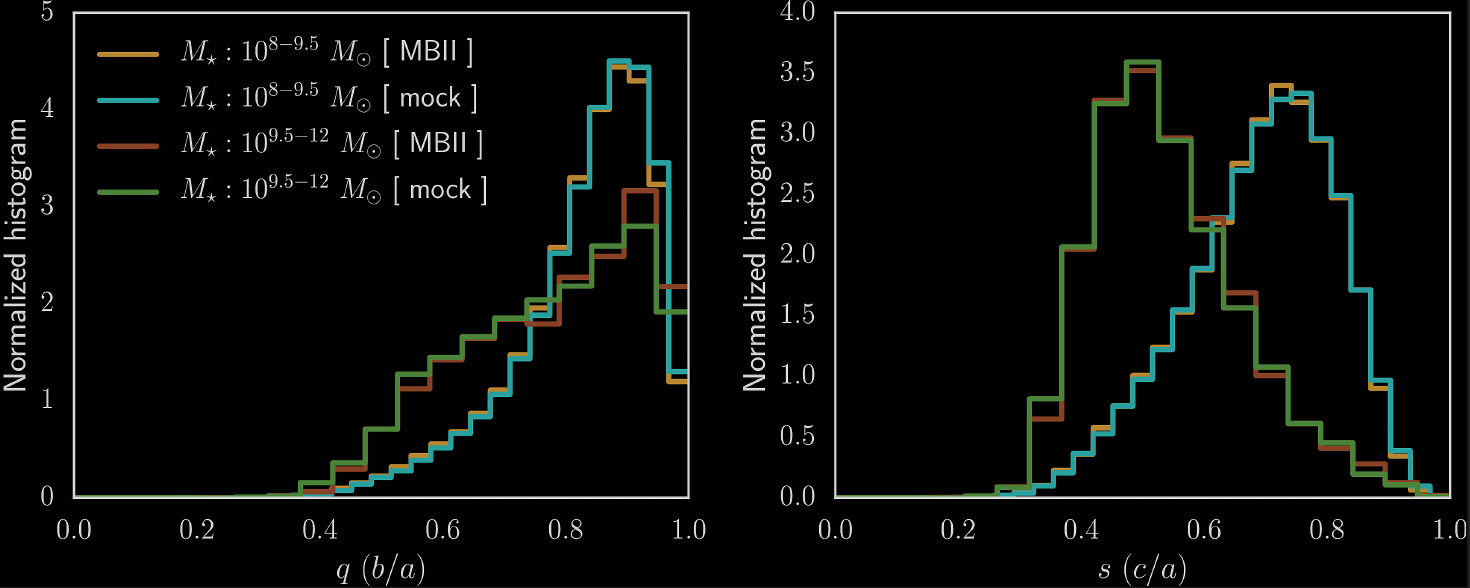 5
4
3
2
1
0
Normalized histogram
M⋆ : 10^{8−9.5} M⊙ [ MBII ]
M⋆ : 10^{8−9.5} M⊙ [ mock ]
M⋆ : 10^{9.5−12} M⊙ [ MBII ]
M⋆ : 10^{9.5−12} M⊙ [ mock ]
0.0 0.2 0.4 0.6 0.8 1.0
q (b/a)
4.0
3.5
3.0
2.5
2.0
1.5
1.0
0.5
0.0
Normalized histogram
0.0 0.2 0.4 0.6 0.8 1.0
s (c/a)